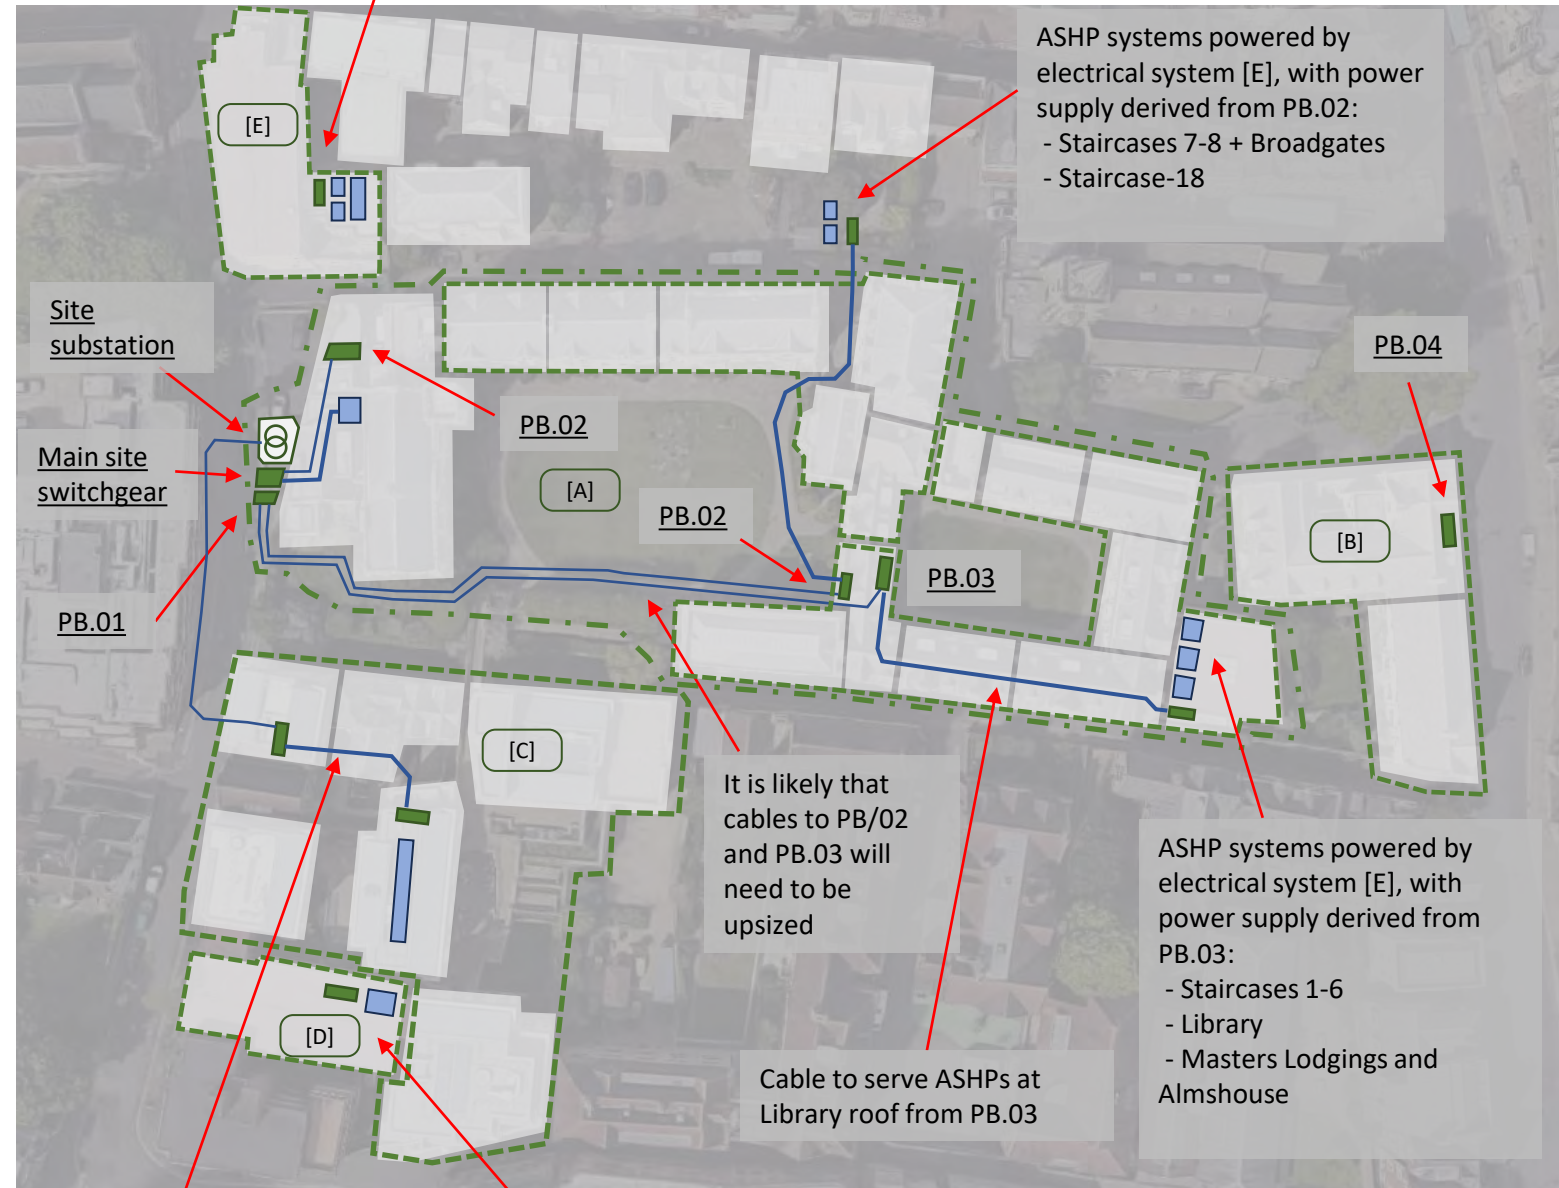 ASHP systems powered by
electrical system [E], with power
supply derived from PB.02:
- Staircases 7-8 + Broadgates
- Staircase-18
[E]
Site
substation
PB.04
PB.02
Main site
switchgear
[A]
PB.02
[B]
PB.03
PB.01
[C]
It is likely that
cables to PB/02
and PB.03 will
need to be
upsized
ASHP systems powered by
electrical system [E], with
power supply derived from
PB.03:
- Staircases 1-6
- Library
- Masters Lodgings and
Almshouse
[D]
Cable to serve ASHPs at
Library roof from PB.03